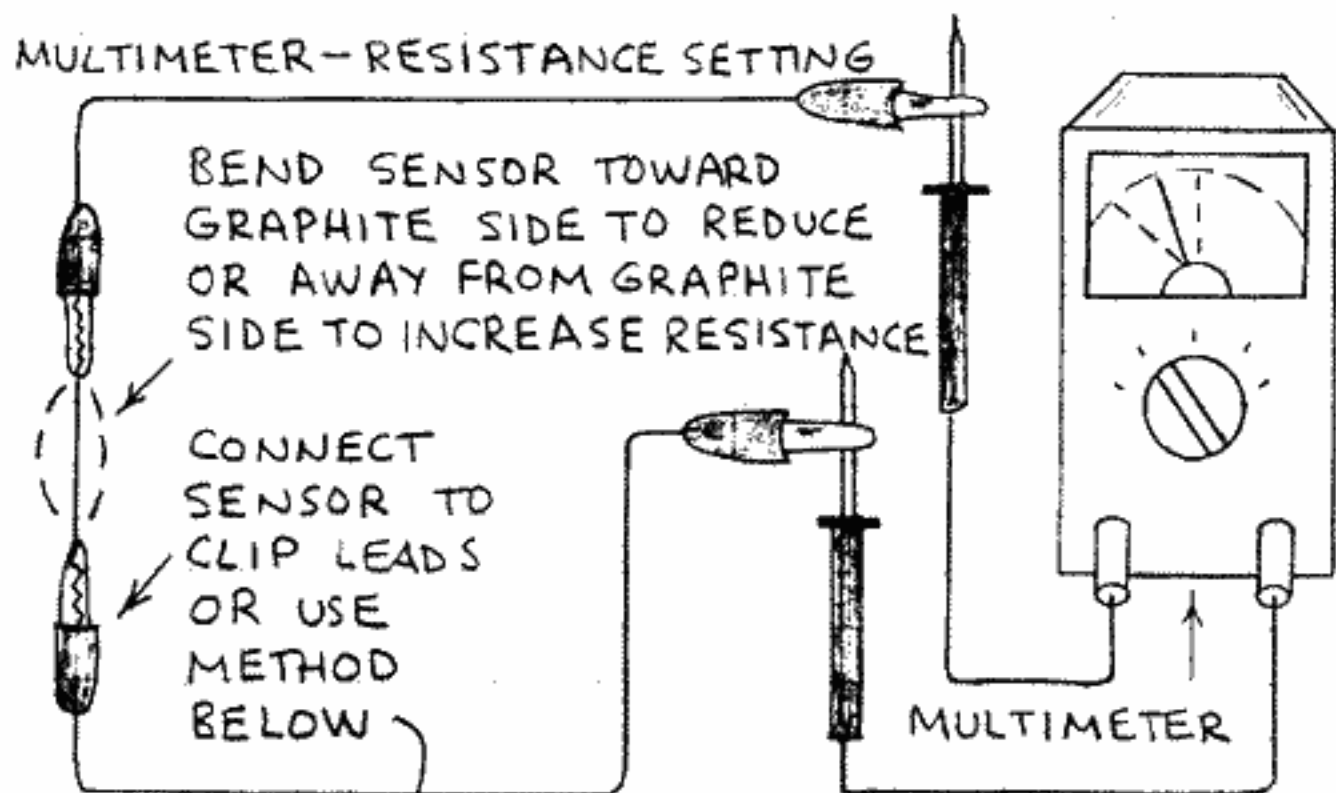 MULTIMETER-RESISTANCE SETTING
BEND SENSOR TOWARD
GRAPHITE SIDE TO REDUCE
OR AWAY FROM GRAPHITE
SIDE TO INCREASE RESISTANCE
CONNECT
SENSOR TO
CLIP LEADS
OR USE
METHOD
BELOW
MULTIMETER